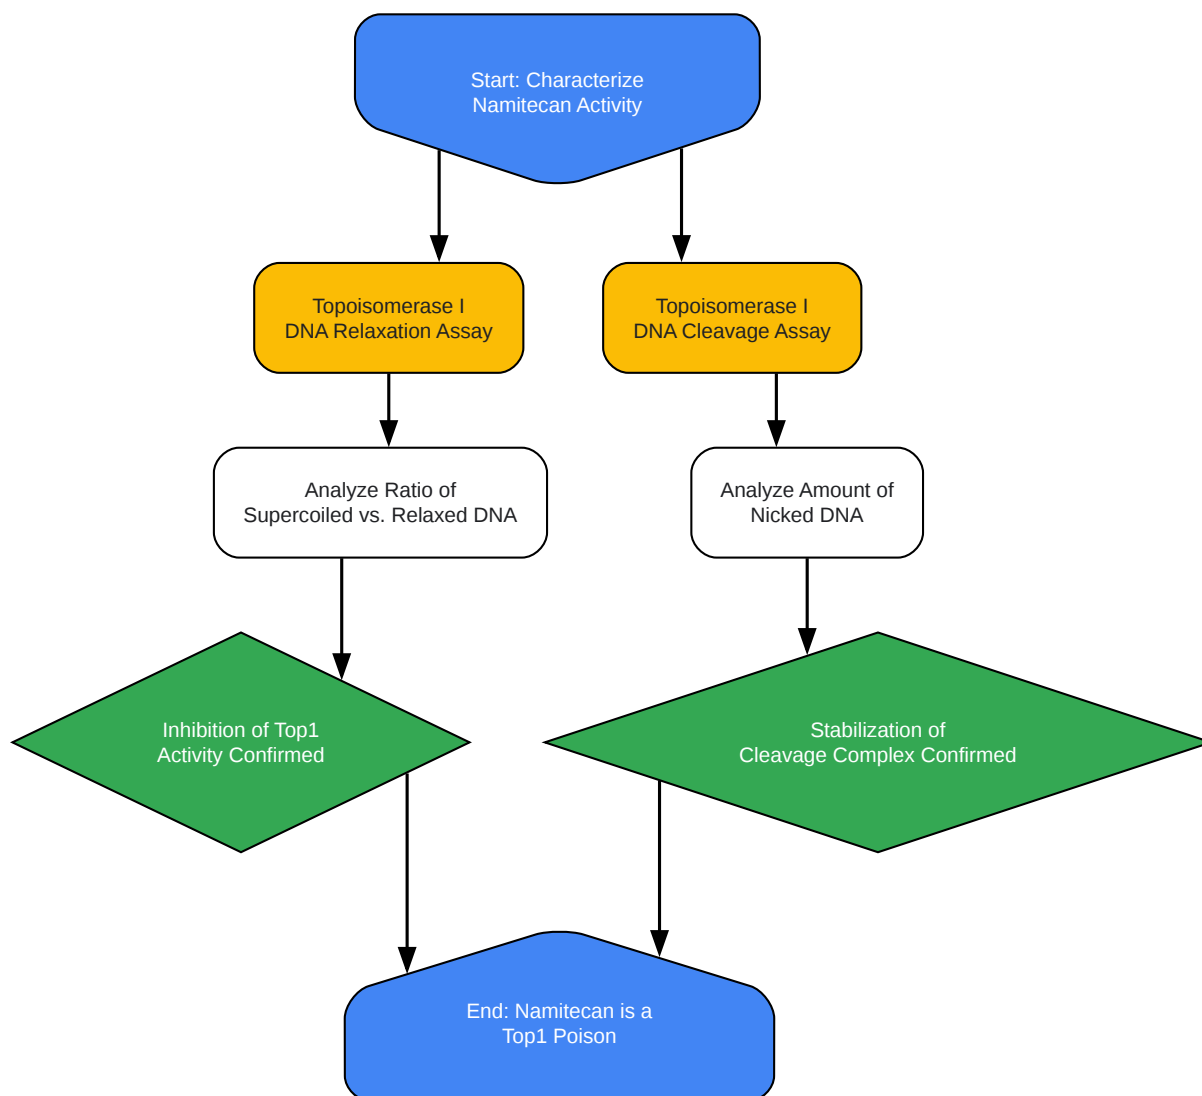 Start: Characterize
Namitecan Activity
Topoisomerase I
DNA Relaxation Assay
Topoisomerase I
DNA Cleavage Assay
Analyze Ratio of
Supercoiled vs. Relaxed DNA
Analyze Amount of
Nicked DNA
Inhibition of Top1
Activity Confirmed
Stabilization of
Cleavage Complex Confirmed
End: Namitecan is a
Top1 Poison